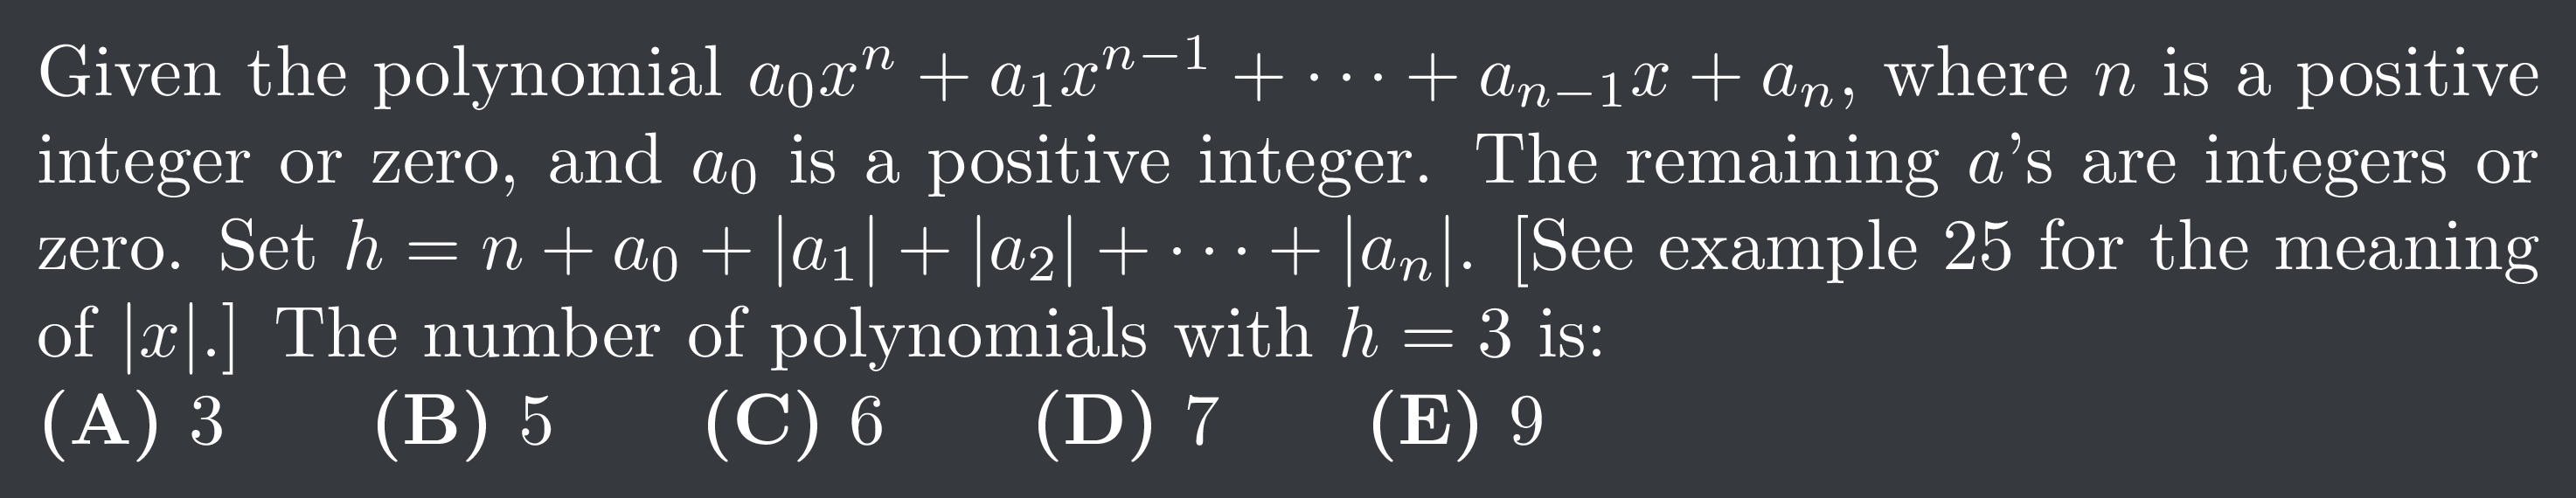 Given the polynomial $a_0x^n + a_1x^{n-1} + \cdots + a_{n-1}x + a_n$, where $n$ is a positive
integer or zero, and $a_0$ is a positive integer. The remaining $a$'s are integers or
zero. Set $h = n + a_0 + |a_1| + |a_2| + \cdots + |a_n|$. [See example 25 for the meaning
of $|x|$.] The number of polynomials with $h = 3$ is:
(A) 3 (B) 5 (C) 6 (D) 7 (E) 9